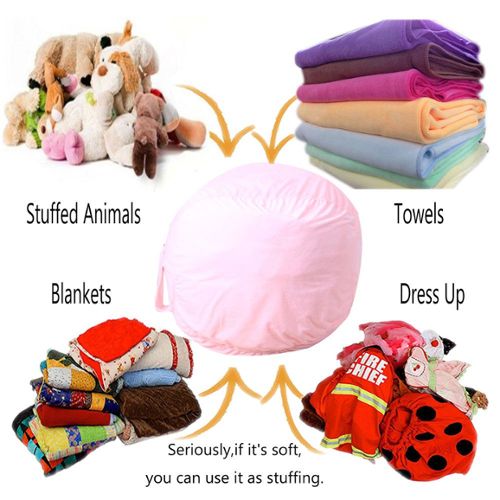 Stuffed Animals
Towels
Blankets
Dress Up
FIRE
CHIEF
Seriously,if it's soft,
you can use it as stuffing.